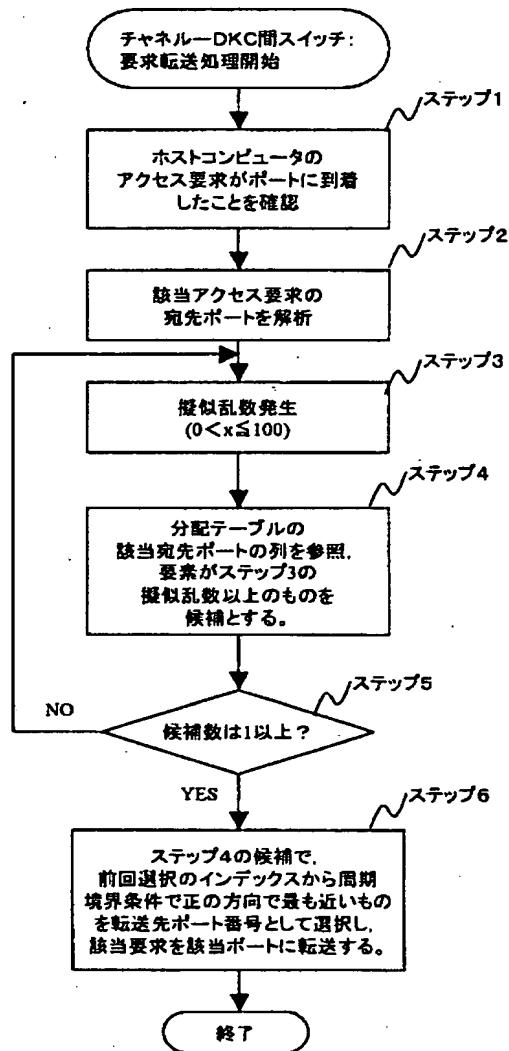 チャネルーDKC間スイッチ:
要求転送処理開始
ステップ1
ホストコンピュータの
アクセス要求がポートに到着
したことを確認
ステップ2
該当アクセス要求の
宛先ポートを解析
ステップ3
擬似乱数発生
(0<x≦100)
ステップ4
分配テーブルの
該当宛先ポートの列を参照,
要素がステップ3の
擬似乱数以上のものを
候補とする。
ステップ5
候補数は1以上?
NO
YES
ステップ6
ステップ4の候補で,
前回選択のインデックスから周期
境界条件で正の方向で最も近いもの
を転送先ポート番号として選択し,
該当要求を該当ポートに転送する。
終了